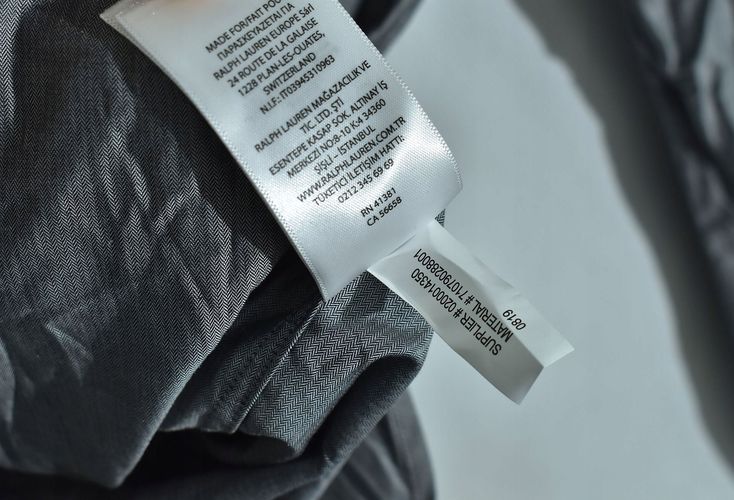 MADE FOR/FAIT POUR
ΠΑΡΑΣΚΕΥΑΖΕΤΑΙ ΓΙΑ
RALPH LAUREN EUROPE Sàrl
24 ROUTE DE LA GALAISE
1228 PLAN-LES-OUATES,
SWITZERLAND
N.I.F.: IT03945310963
RALPH LAUREN MAĞAZACILIK VE
TİC. LTD. ŞTİ
ESENTEPE KASAP SOK. ALTINAY İŞ
MERKEZİ NO:8-10 K:4 34360
ŞİŞLİ - İSTANBUL
WWW.RALPHLAUREN.COM.TR
TÜKETİCİ İLETİŞİM HATTI:
0212 345 69 69
RN 41381
CA 56658
SUPPLIER # 0200014350
MATERIAL # 710790288001
0819